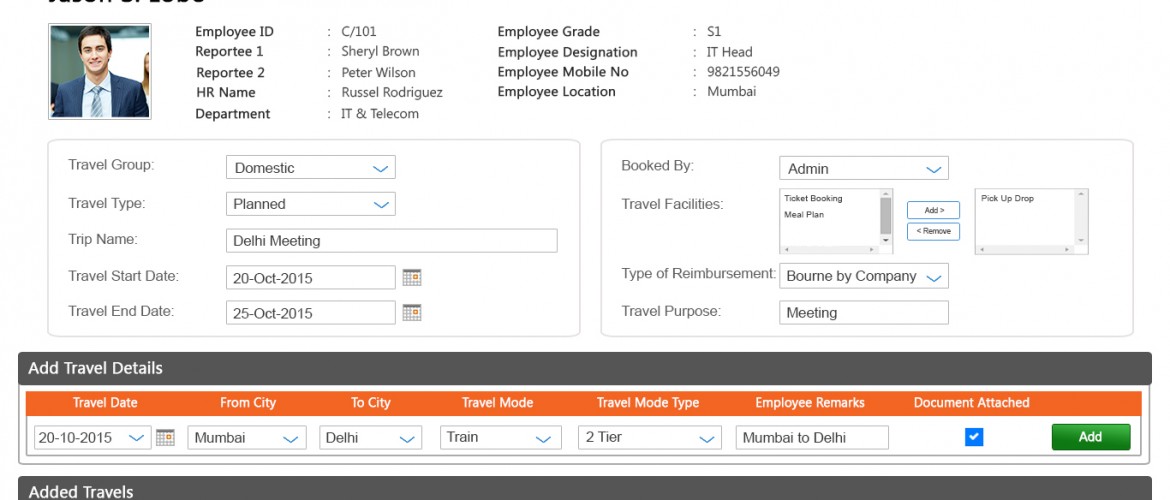 Employee ID : C/101 Employee Grade : S1
Reportee 1 : Sheryl Brown Employee Designation : IT Head
Reportee 2 : Peter Wilson Employee Mobile No : 9821556049
HR Name : Russel Rodriguez Employee Location : Mumbai
Department : IT & Telecom
Travel Group: Domestic
Travel Type: Planned
Trip Name: Delhi Meeting
Travel Start Date: 20-Oct-2015
Travel End Date: 25-Oct-2015
Booked By: Admin
Travel Facilities: Ticket Booking Add > Pick Up Drop
Meal Plan < Remove
Type of Reimbursement: Bourne by Company
Travel Purpose: Meeting
Add Travel Details
Travel Date From City To City Travel Mode Travel Mode Type Employee Remarks Document Attached
20-10-2015 Mumbai Delhi Train 2 Tier Mumbai to Delhi Add
Added Travels